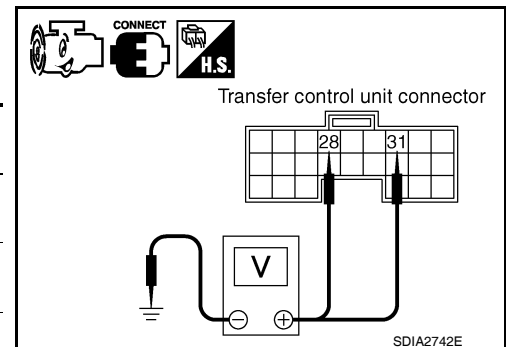 CONNECT
H.S.
Transfer control unit connector
28 31
V
− +
SDIA2742E